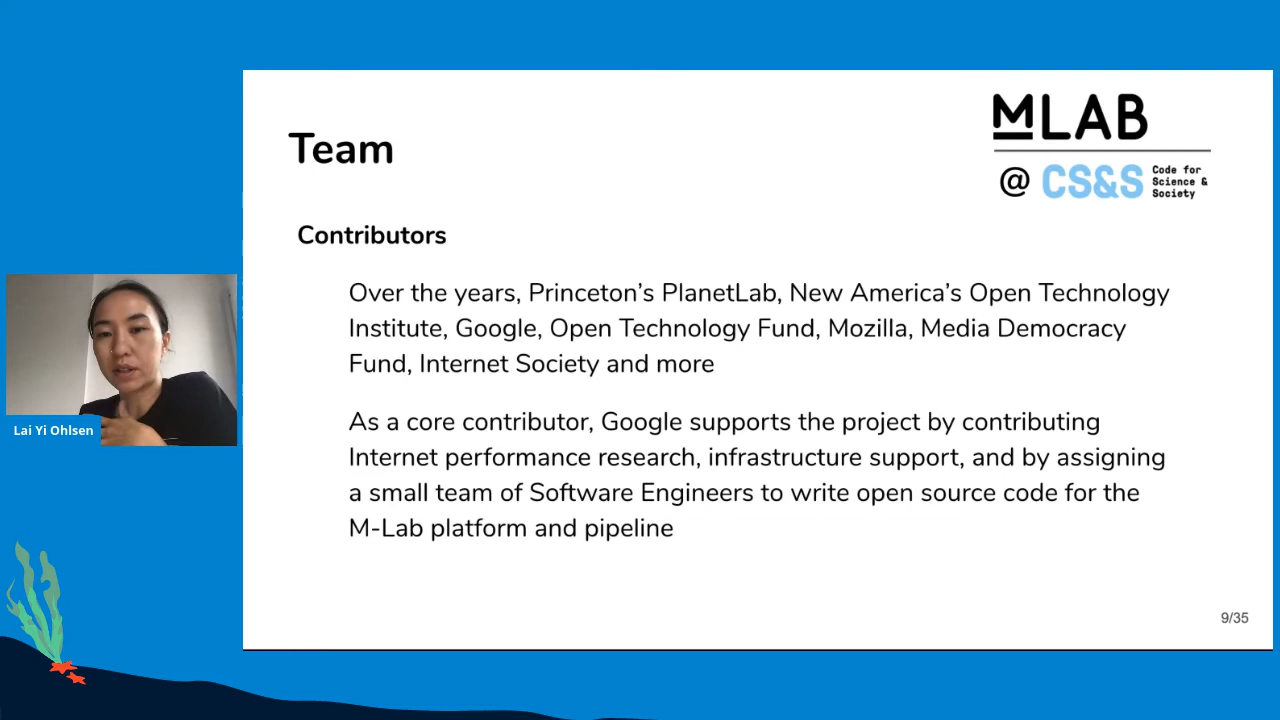 MLAB
@ CS&S Code for
Science &
Society
Team
Contributors
Over the years, Princeton’s PlanetLab, New America’s Open Technology
Institute, Google, Open Technology Fund, Mozilla, Media Democracy
Fund, Internet Society and more
As a core contributor, Google supports the project by contributing
Internet performance research, infrastructure support, and by assigning
a small team of Software Engineers to write open source code for the
M-Lab platform and pipeline
Lai Yi Ohlsen
9/35